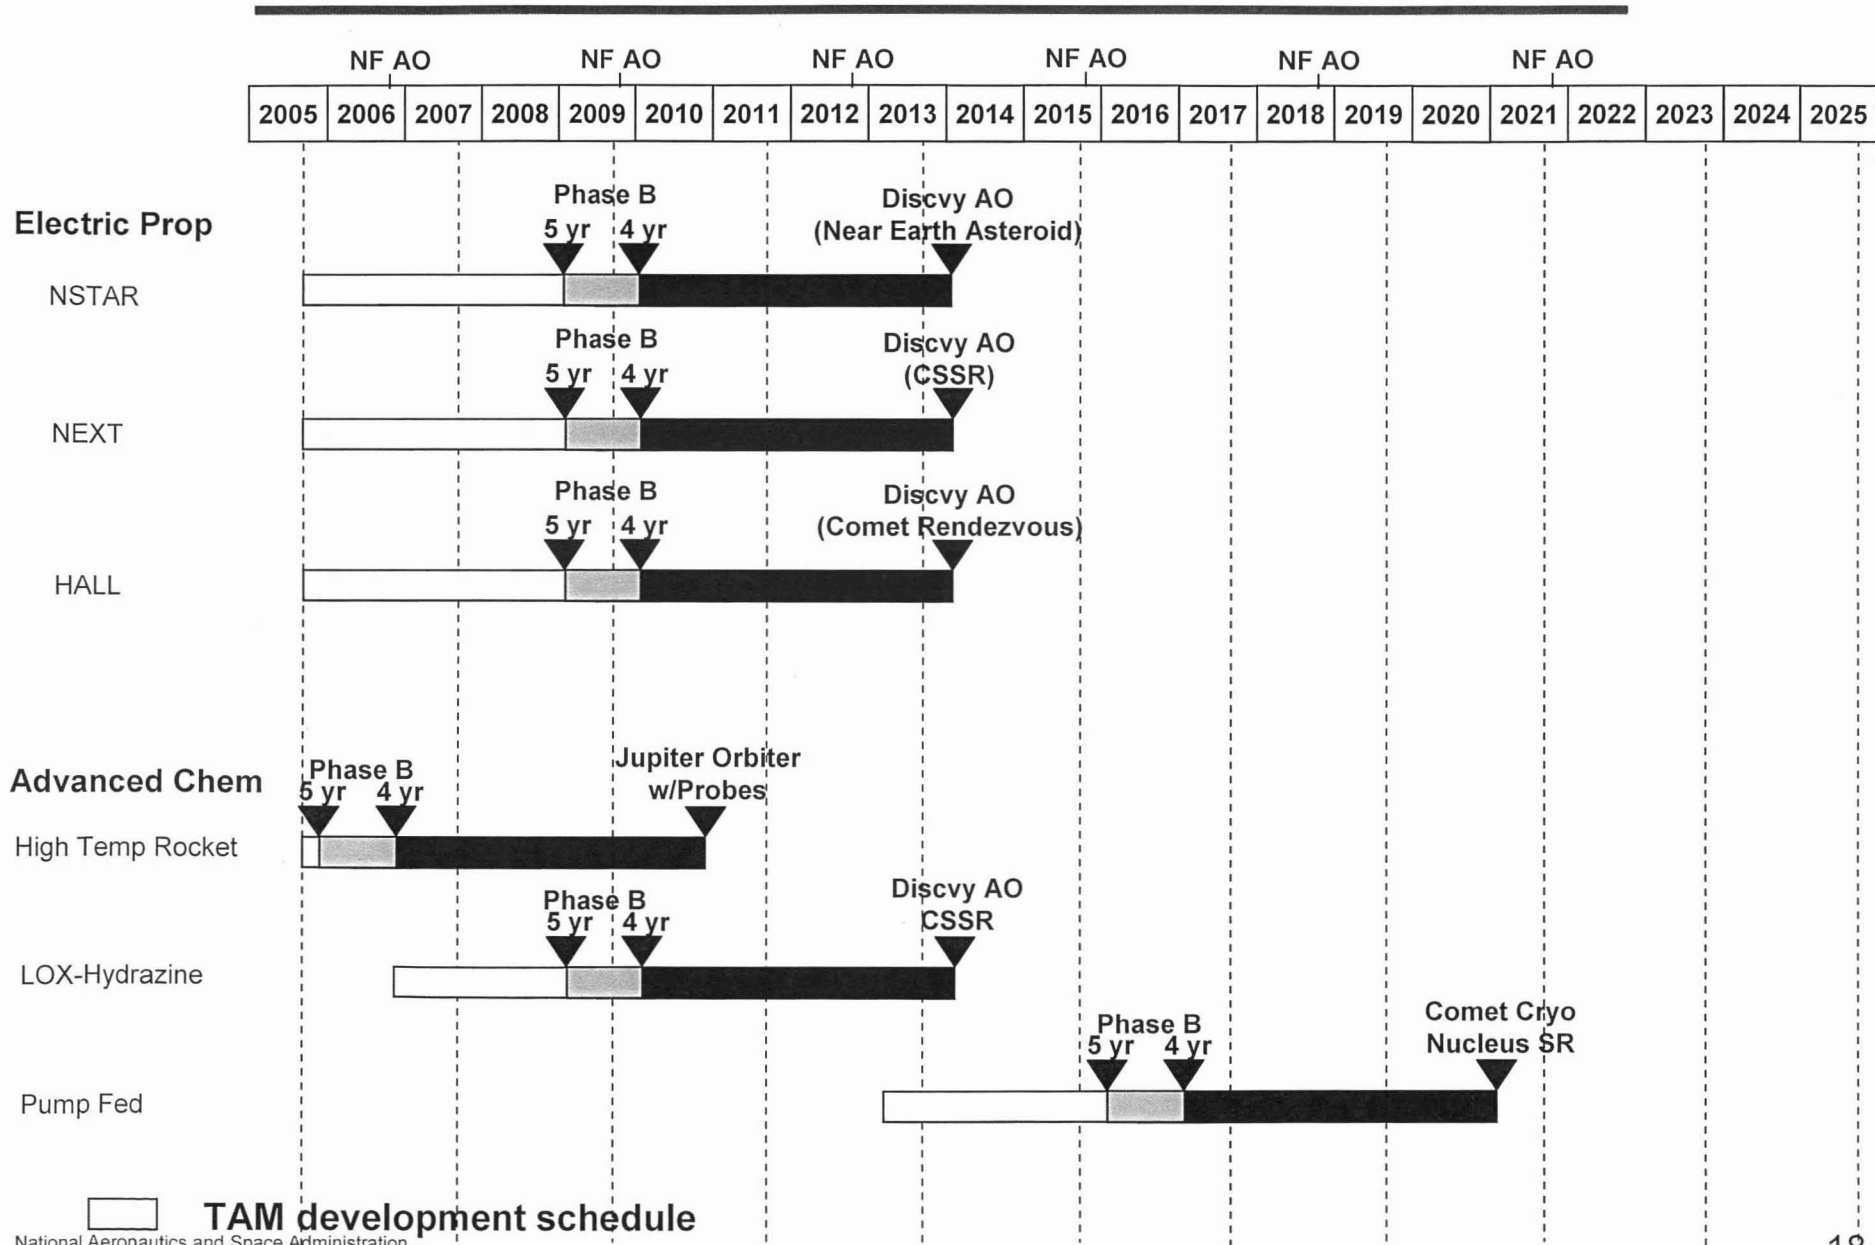 NF AO NF AO NF AO NF AO NF AO NF AO
2005 2006 2007 2008 2009 2010 2011 2012 2013 2014 2015 2016 2017 2018 2019 2020 2021 2022 2023 2024 2025
Electric Prop
Phase B
5 yr 4 yr
Discvy AO
(Near Earth Asteroid)
NSTAR
Phase B
5 yr 4 yr
Discvy AO
(CSSR)
NEXT
Phase B
5 yr 4 yr
Discvy AO
(Comet Rendezvous)
HALL
Advanced Chem
Phase B
5 yr 4 yr
Jupiter Orbiter
w/Probes
High Temp Rocket
Phase B
5 yr 4 yr
Discvy AO
CSSR
LOX-Hydrazine
Phase B
5 yr 4 yr
Comet Cryo
Nucleus SR
Pump Fed
TAM development schedule
National Aeronautics and Space Administration
18